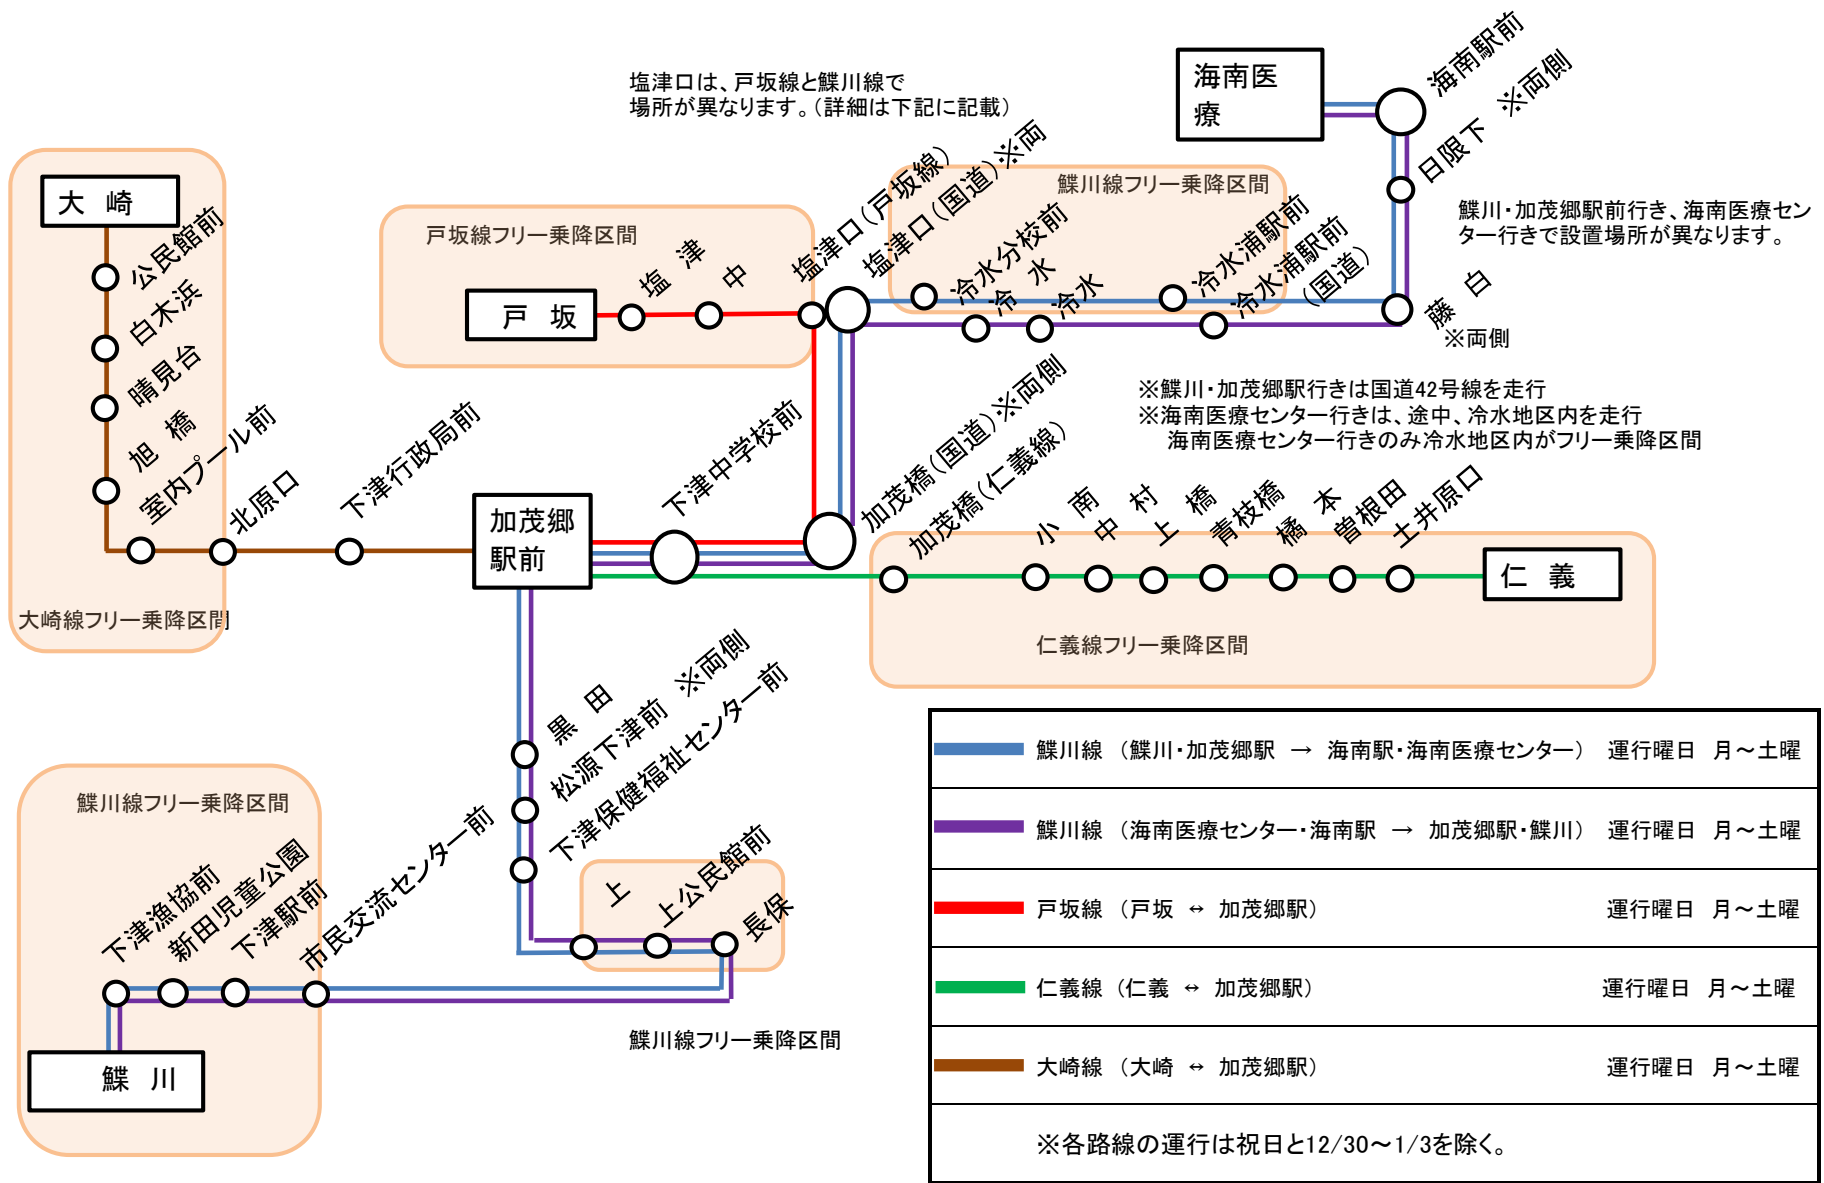 塩津口は、戸坂線と鰈川線で
場所が異なります。(詳細は下記に記載)
海南医
療
海南駅前
日限下 ※両側
鰈川・加茂郷駅前行き、海南医療セン
ター行きで設置場所が異なります。
大 崎
公民館前
白木浜
晴見台
旭 橋
室内プール前
北原口
下津行政局前
大崎線フリー乗降区間
戸坂線フリー乗降区間
戸 坂
塩 津
中
塩津口(戸坂線)
塩津口(国道)※両
鰈川線フリー乗降区間
冷水分校前
冷 水
冷水
冷水浦駅前
冷水浦駅前
(国道)
藤 白
※両側
※鰈川・加茂郷駅行きは国道42号線を走行
※海南医療センター行きは、途中、冷水地区内を走行
海南医療センター行きのみ冷水地区内がフリー乗降区間
加茂郷
駅前
下津中学校前
加茂橋(国道)※両側
加茂橋(仁義線)
小 南
中 村
上 橋
青枝橋
橘 本
曽根田
土井原口
仁 義
仁義線フリー乗降区間
黒 田
松源下津前 ※両側
下津保健福祉センター前
上
上公民館前
長保
鰈川線フリー乗降区間
鰈川線フリー乗降区間
下津漁協前
新田児童公園
下津駅前
市民交流センター前
鰈 川
鰈川線 (鰈川・加茂郷駅 → 海南駅・海南医療センター) 運行曜日 月~土曜
鰈川線 (海南医療センター・海南駅 → 加茂郷駅・鰈川) 運行曜日 月~土曜
戸坂線 (戸坂 ↔ 加茂郷駅) 運行曜日 月~土曜
仁義線 (仁義 ↔ 加茂郷駅) 運行曜日 月~土曜
大崎線 (大崎 ↔ 加茂郷駅) 運行曜日 月~土曜
※各路線の運行は祝日と12/30~1/3を除く。